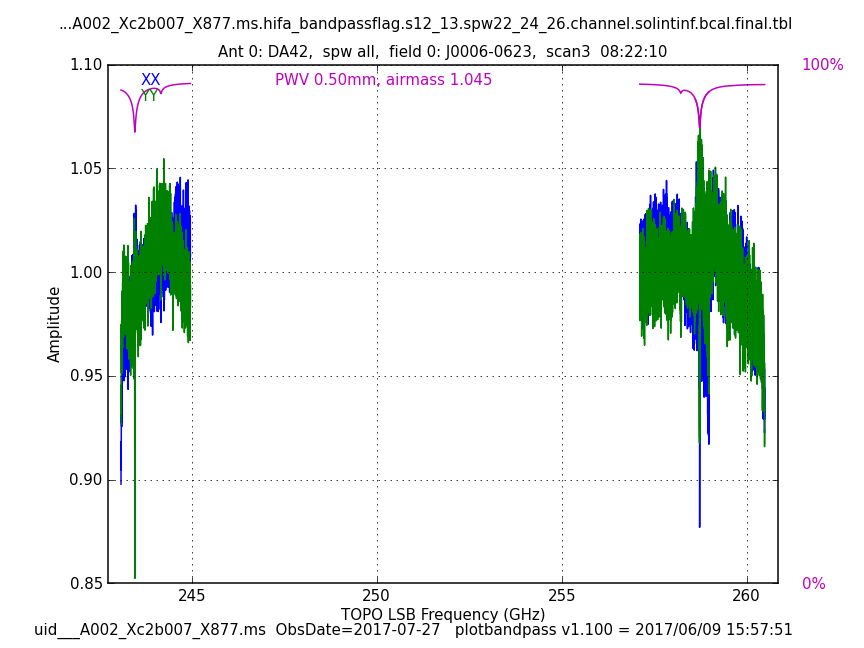 ...A002_Xc2b007_X877.ms.hifa_bandpassflag.s12_13.spw22_24_26.channel.solintinf.bcal.final.tbl
Ant 0: DA42,  spw all,  field 0: J0006-0623,  scan3  08:22:10
1.10
100%
XX
PWV 0.50mm, airmass 1.045
YY
1.05
1.00
Amplitude
0.95
0.90
0.85
0%
245
250
255
260
TOPO LSB Frequency (GHz)
uid___A002_Xc2b007_X877.ms  ObsDate=2017-07-27   plotbandpass v1.100 = 2017/06/09 15:57:51